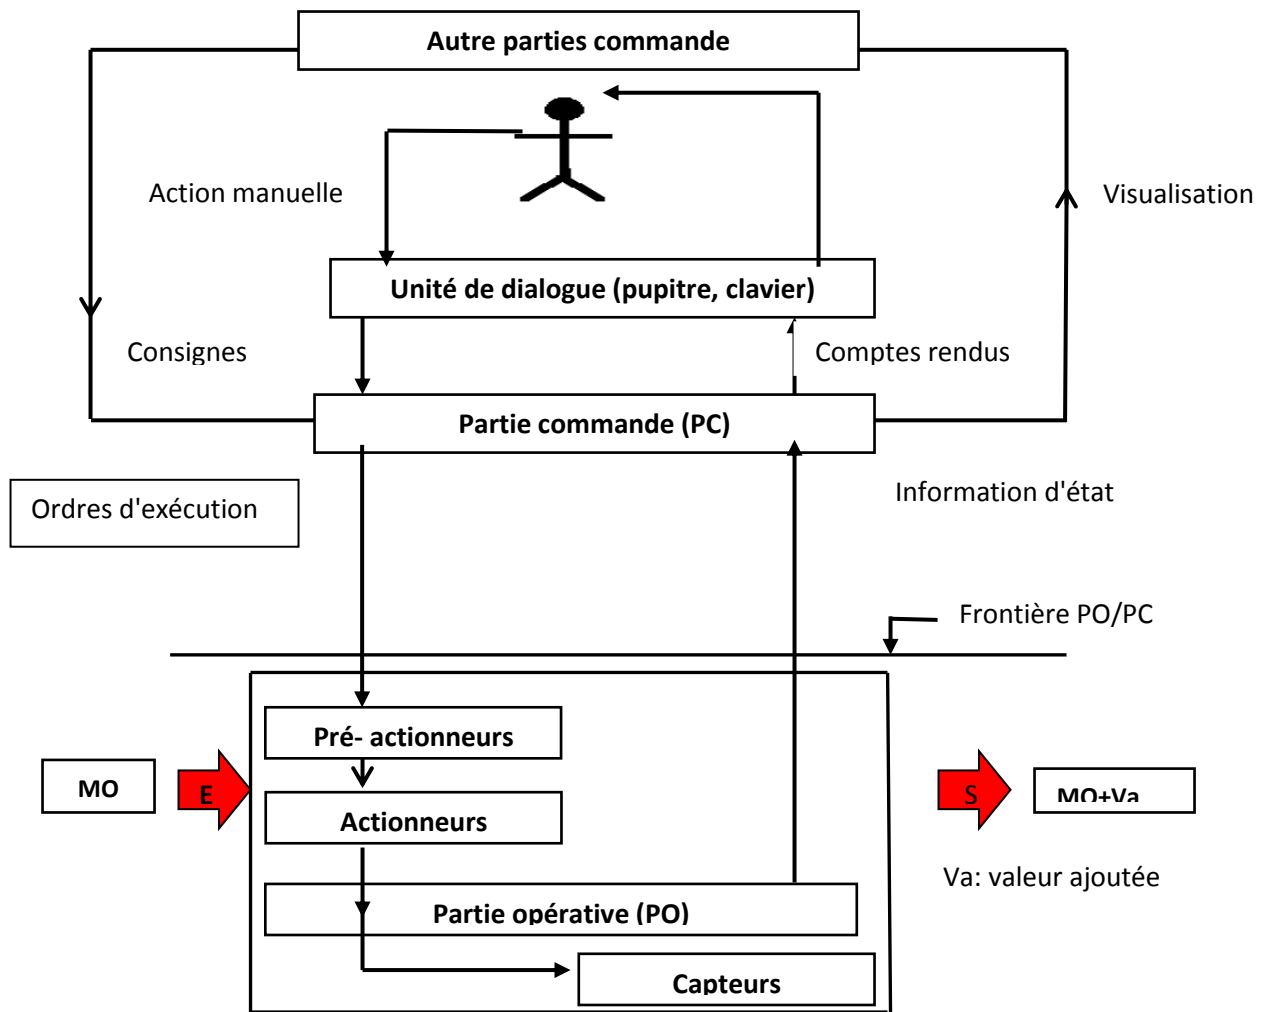 Autre parties commande
Action manuelle
Visualisation
Unité de dialogue (pupitre, clavier)
Consignes
Comptes rendus
Partie commande (PC)
Ordres d'exécution
Information d'état
Frontière PO/PC
Pré- actionneurs
MO
E
S
MO+Va
Actionneurs
Va: valeur ajoutée
Partie opérative (PO)
Capteurs